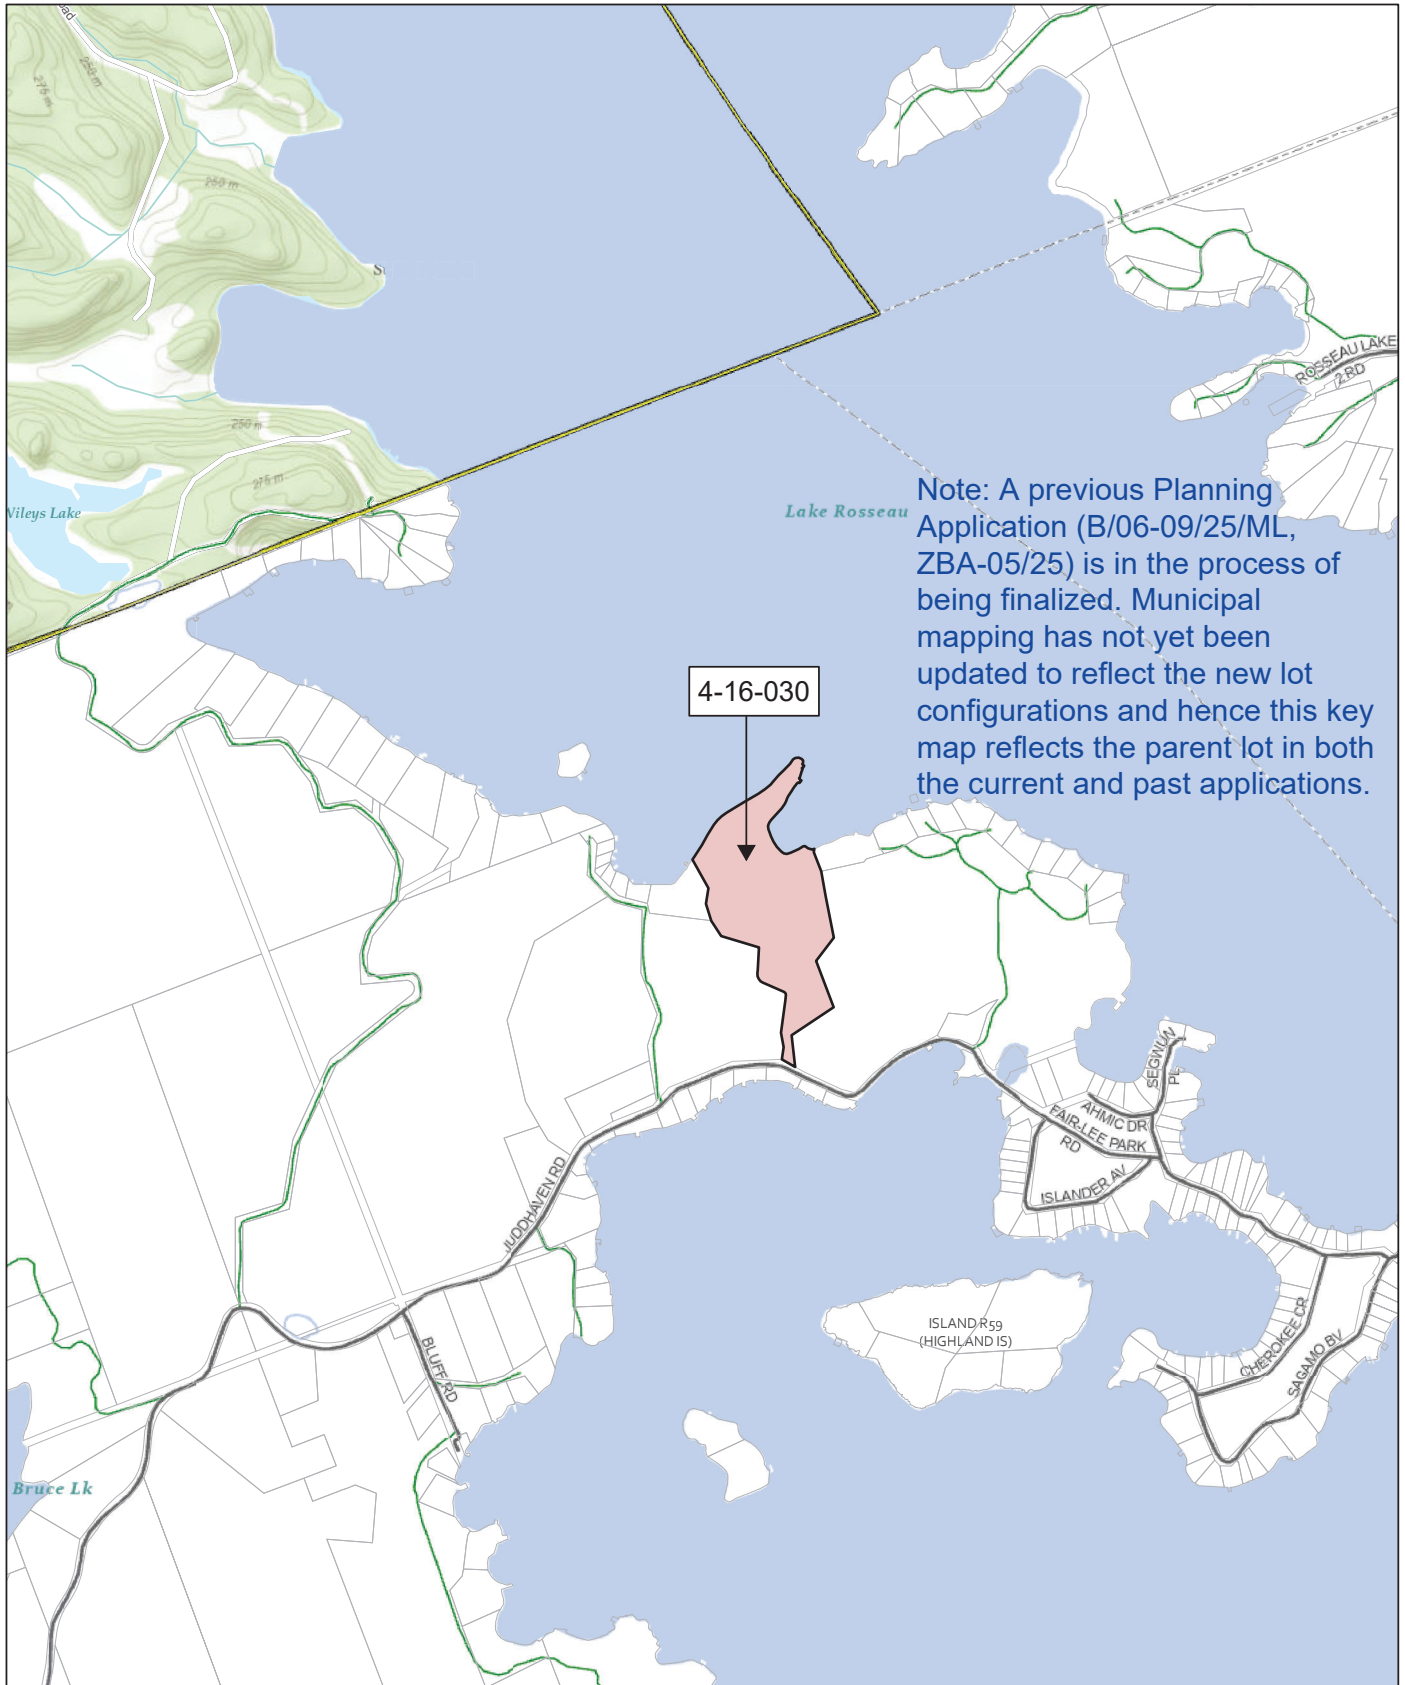 oad
250 m
275 m
250 m
S
250 m
275 m
Wileys Lake
ROSSEAU LAKE
2 RD
Lake Rosseau
Note: A previous Planning
Application (B/06-09/25/ML,
ZBA-05/25) is in the process of
being finalized. Municipal
mapping has not yet been
updated to reflect the new lot
configurations and hence this key
map reflects the parent lot in both
the current and past applications.
4-16-030
SEGWUN
PL
AHMIC DR
FAIR-LEE PARK
RD
ISLANDER AV
JUDDHAVEN RD
ISLAND R59
(HIGHLAND IS)
CHEROKEE CR
SAGAMO BV
BLUFF RD
Bruce Lk